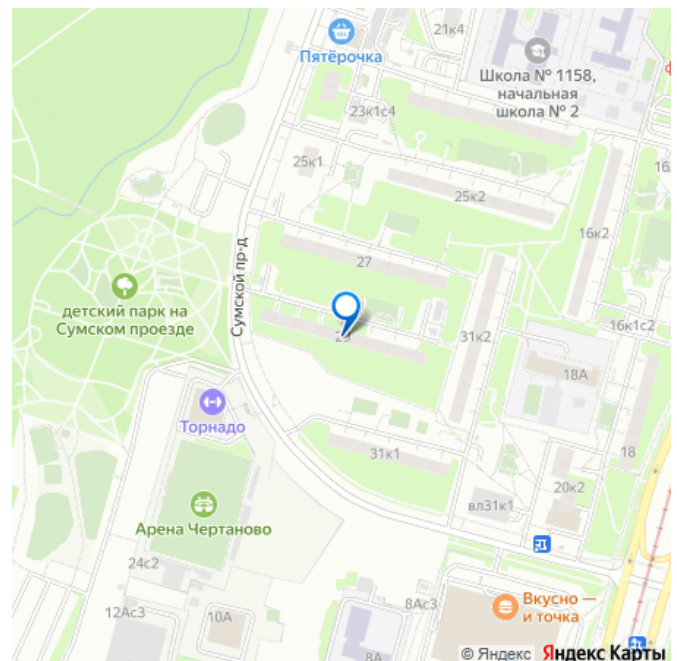 21к4
Пятёрочка
Школа № 1158,
начальная
школа № 2
23к1с4
25к1
25к2
16к2
Сумской пр-д
27
детский парк на
Сумском проезде
31к2
16к1с2
18А
Торнадо
31к1
18
20к2
вл31к1
Арена Чертаново
24с2
12Ас3
10А
8Ас3
Вкусно —
и точка
8А
© Яндекс Яндекс Карты